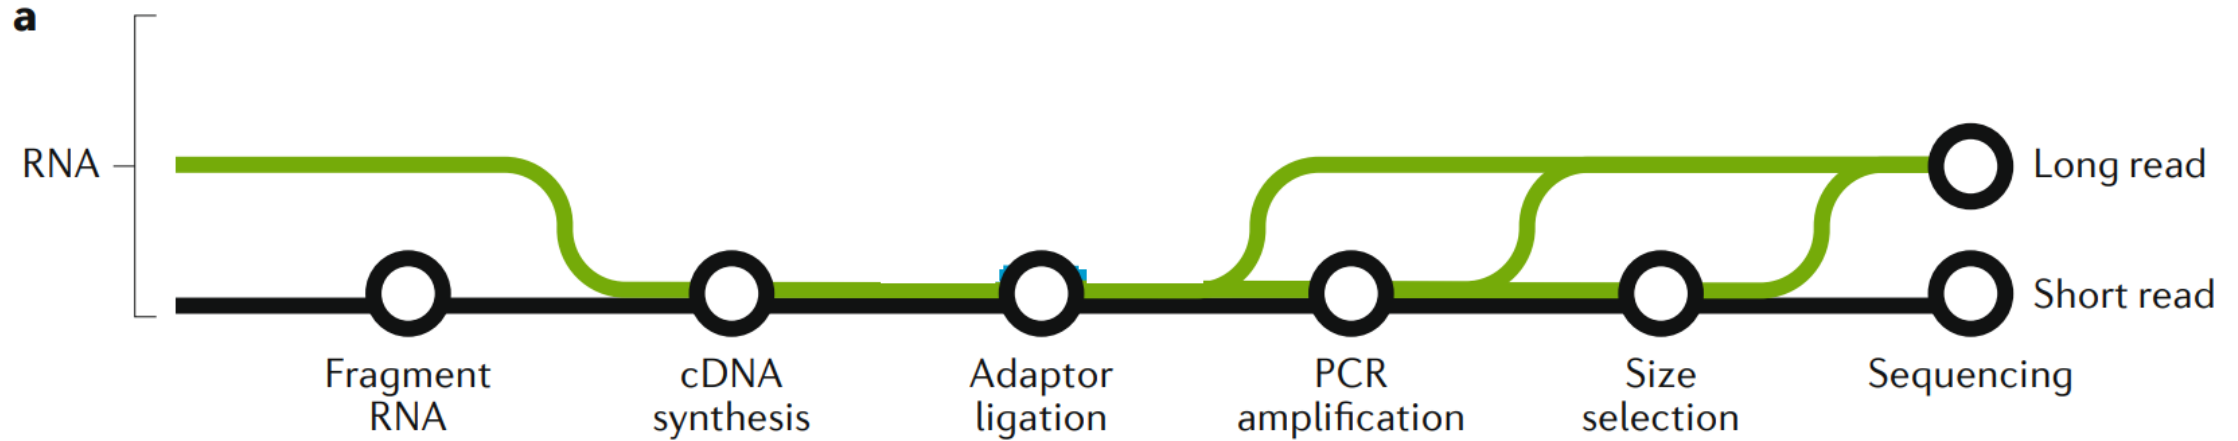 a
RNA
Long read
Short read
Fragment
RNA
cDNA
synthesis
Adaptor
ligation
PCR
amplification
Size
selection
Sequencing